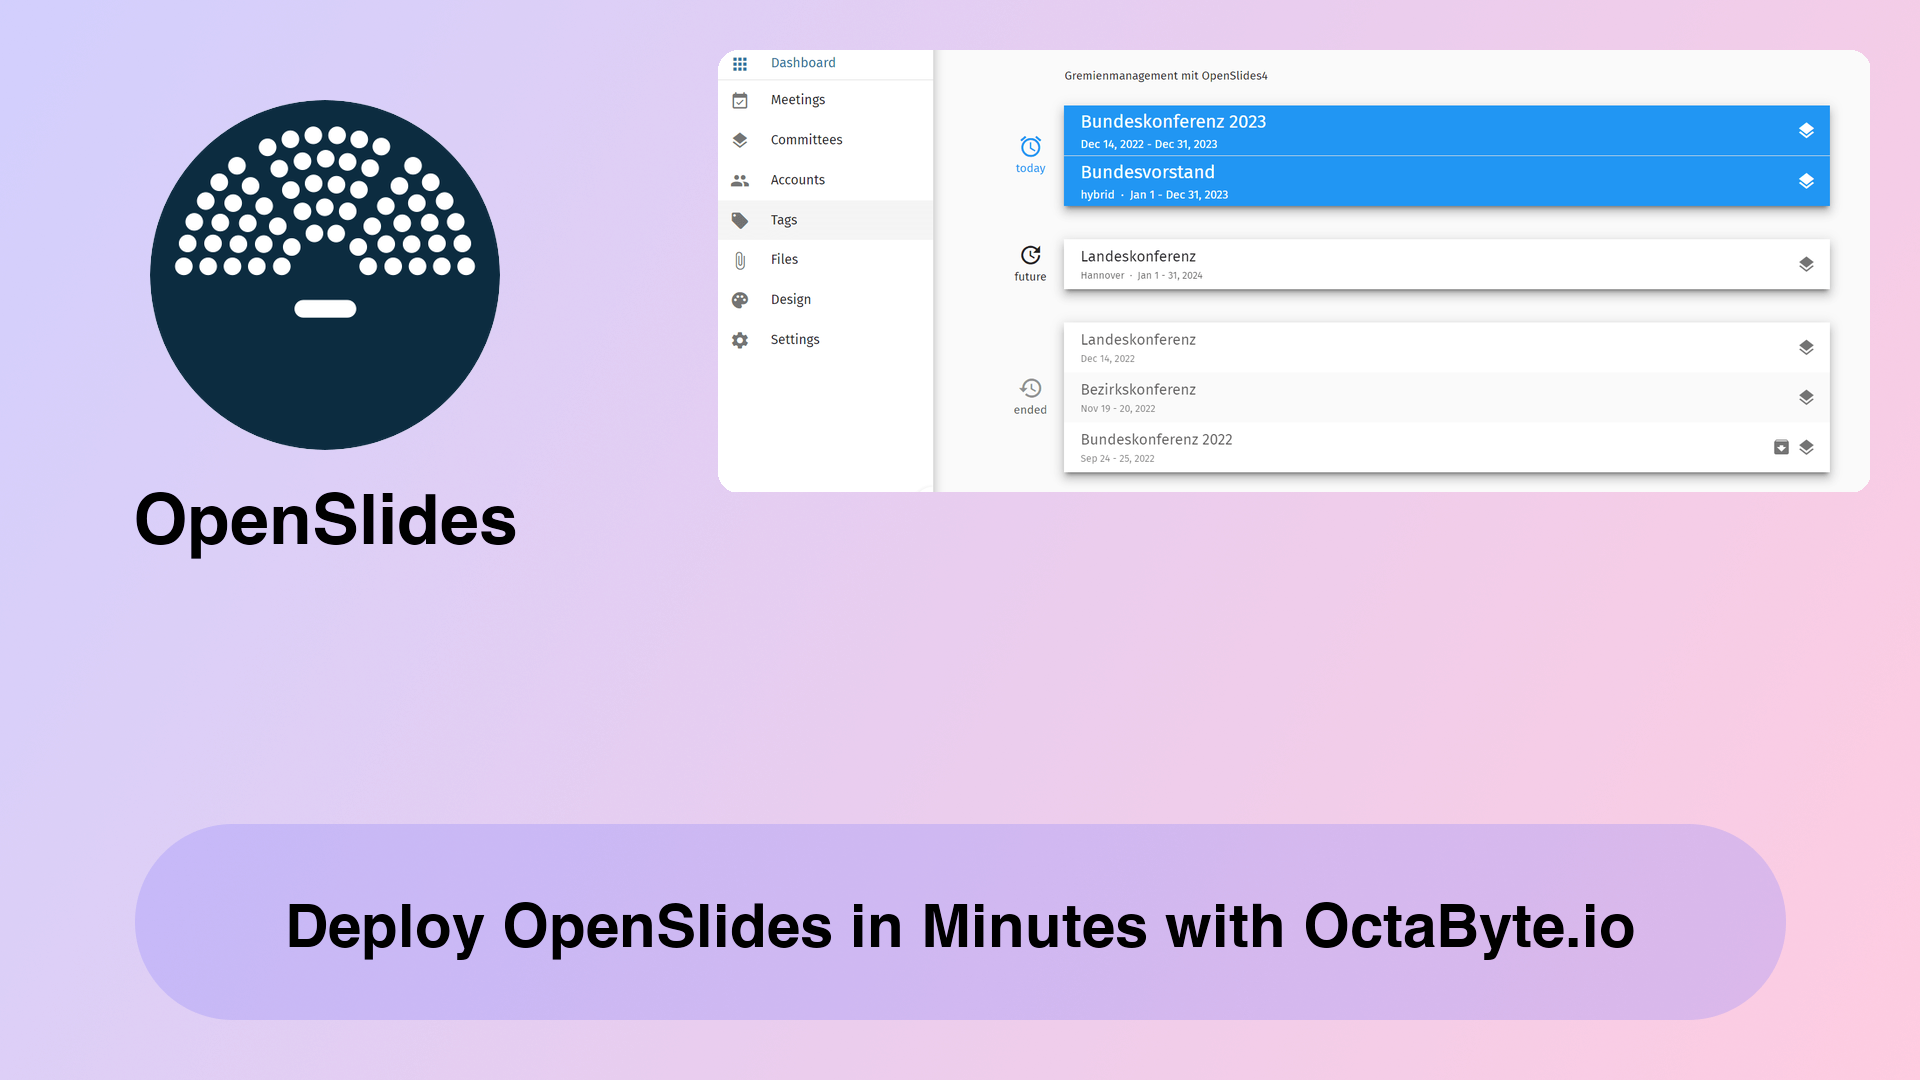 OpenSlides
Dashboard
Meetings
Committees
Accounts
Tags
Files
Design
Settings
Gremienmanagement mit OpenSlides4
today
Bundeskonferenz 2023
Dec 14, 2022 - Dec 31, 2023
Bundesvorstand
hybrid · Jan 1 - Dec 31, 2023
future
Landeskonferenz
Hannover · Jan 1 - 31, 2024
ended
Landeskonferenz
Dec 14, 2022
Bezirkskonferenz
Nov 19 - 20, 2022
Bundeskonferenz 2022
Sep 24 - 25, 2022
Deploy OpenSlides in Minutes with OctaByte.io